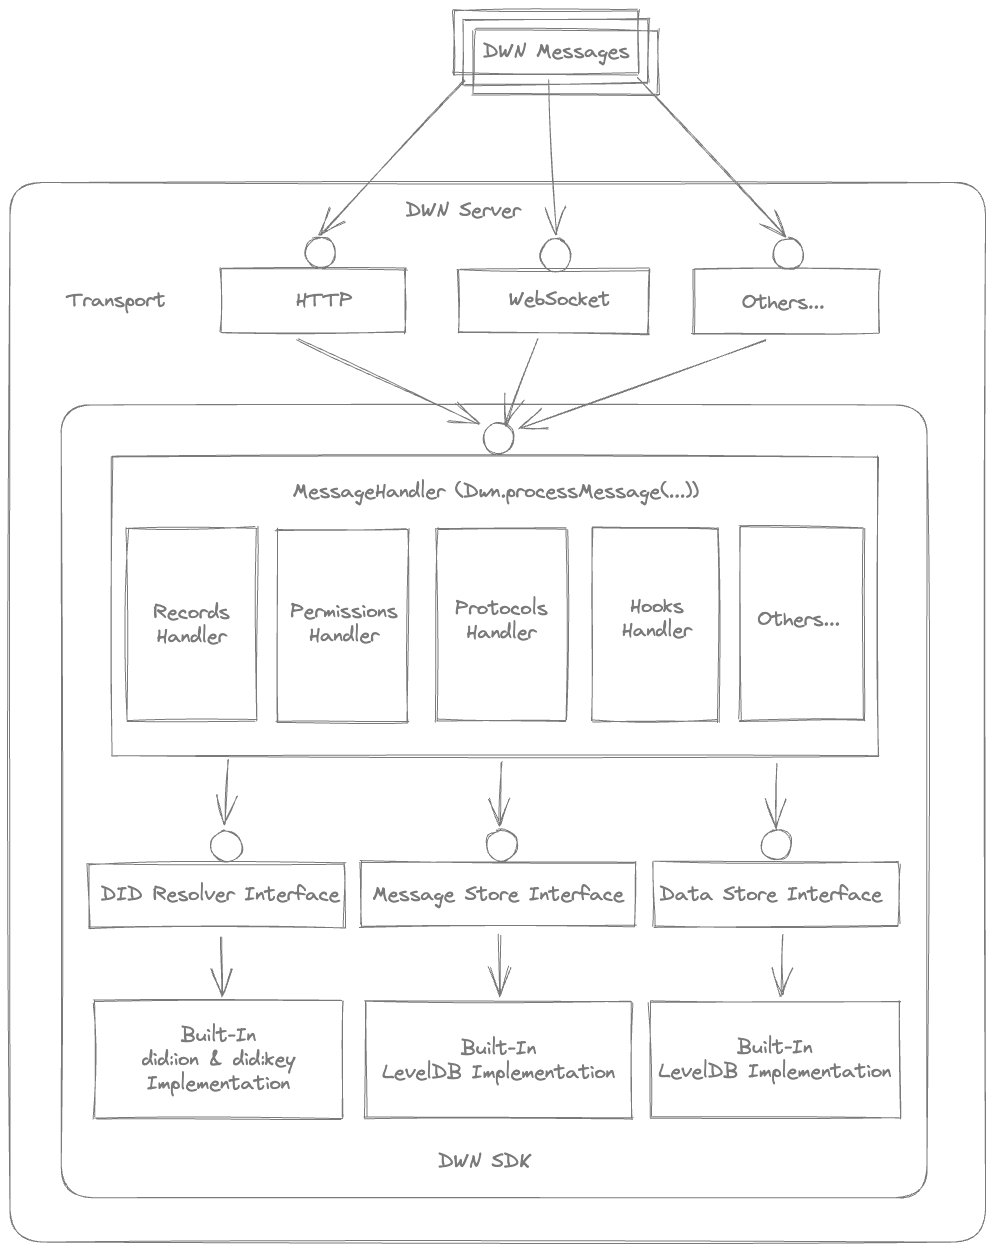 DWN Messages
DWN Server
Transport
HTTP
WebSocket
Others...
MessageHandler (Dwn.processMessage(...))
Records
Handler
Permissions
Handler
Protocols
Handler
Hooks
Handler
Others...
DID Resolver Interface
Message Store Interface
Data Store Interface
Built-In
did:ion & did:key
Implementation
Built-In
LevelDB Implementation
Built-In
LevelDB Implementation
DWN SDK